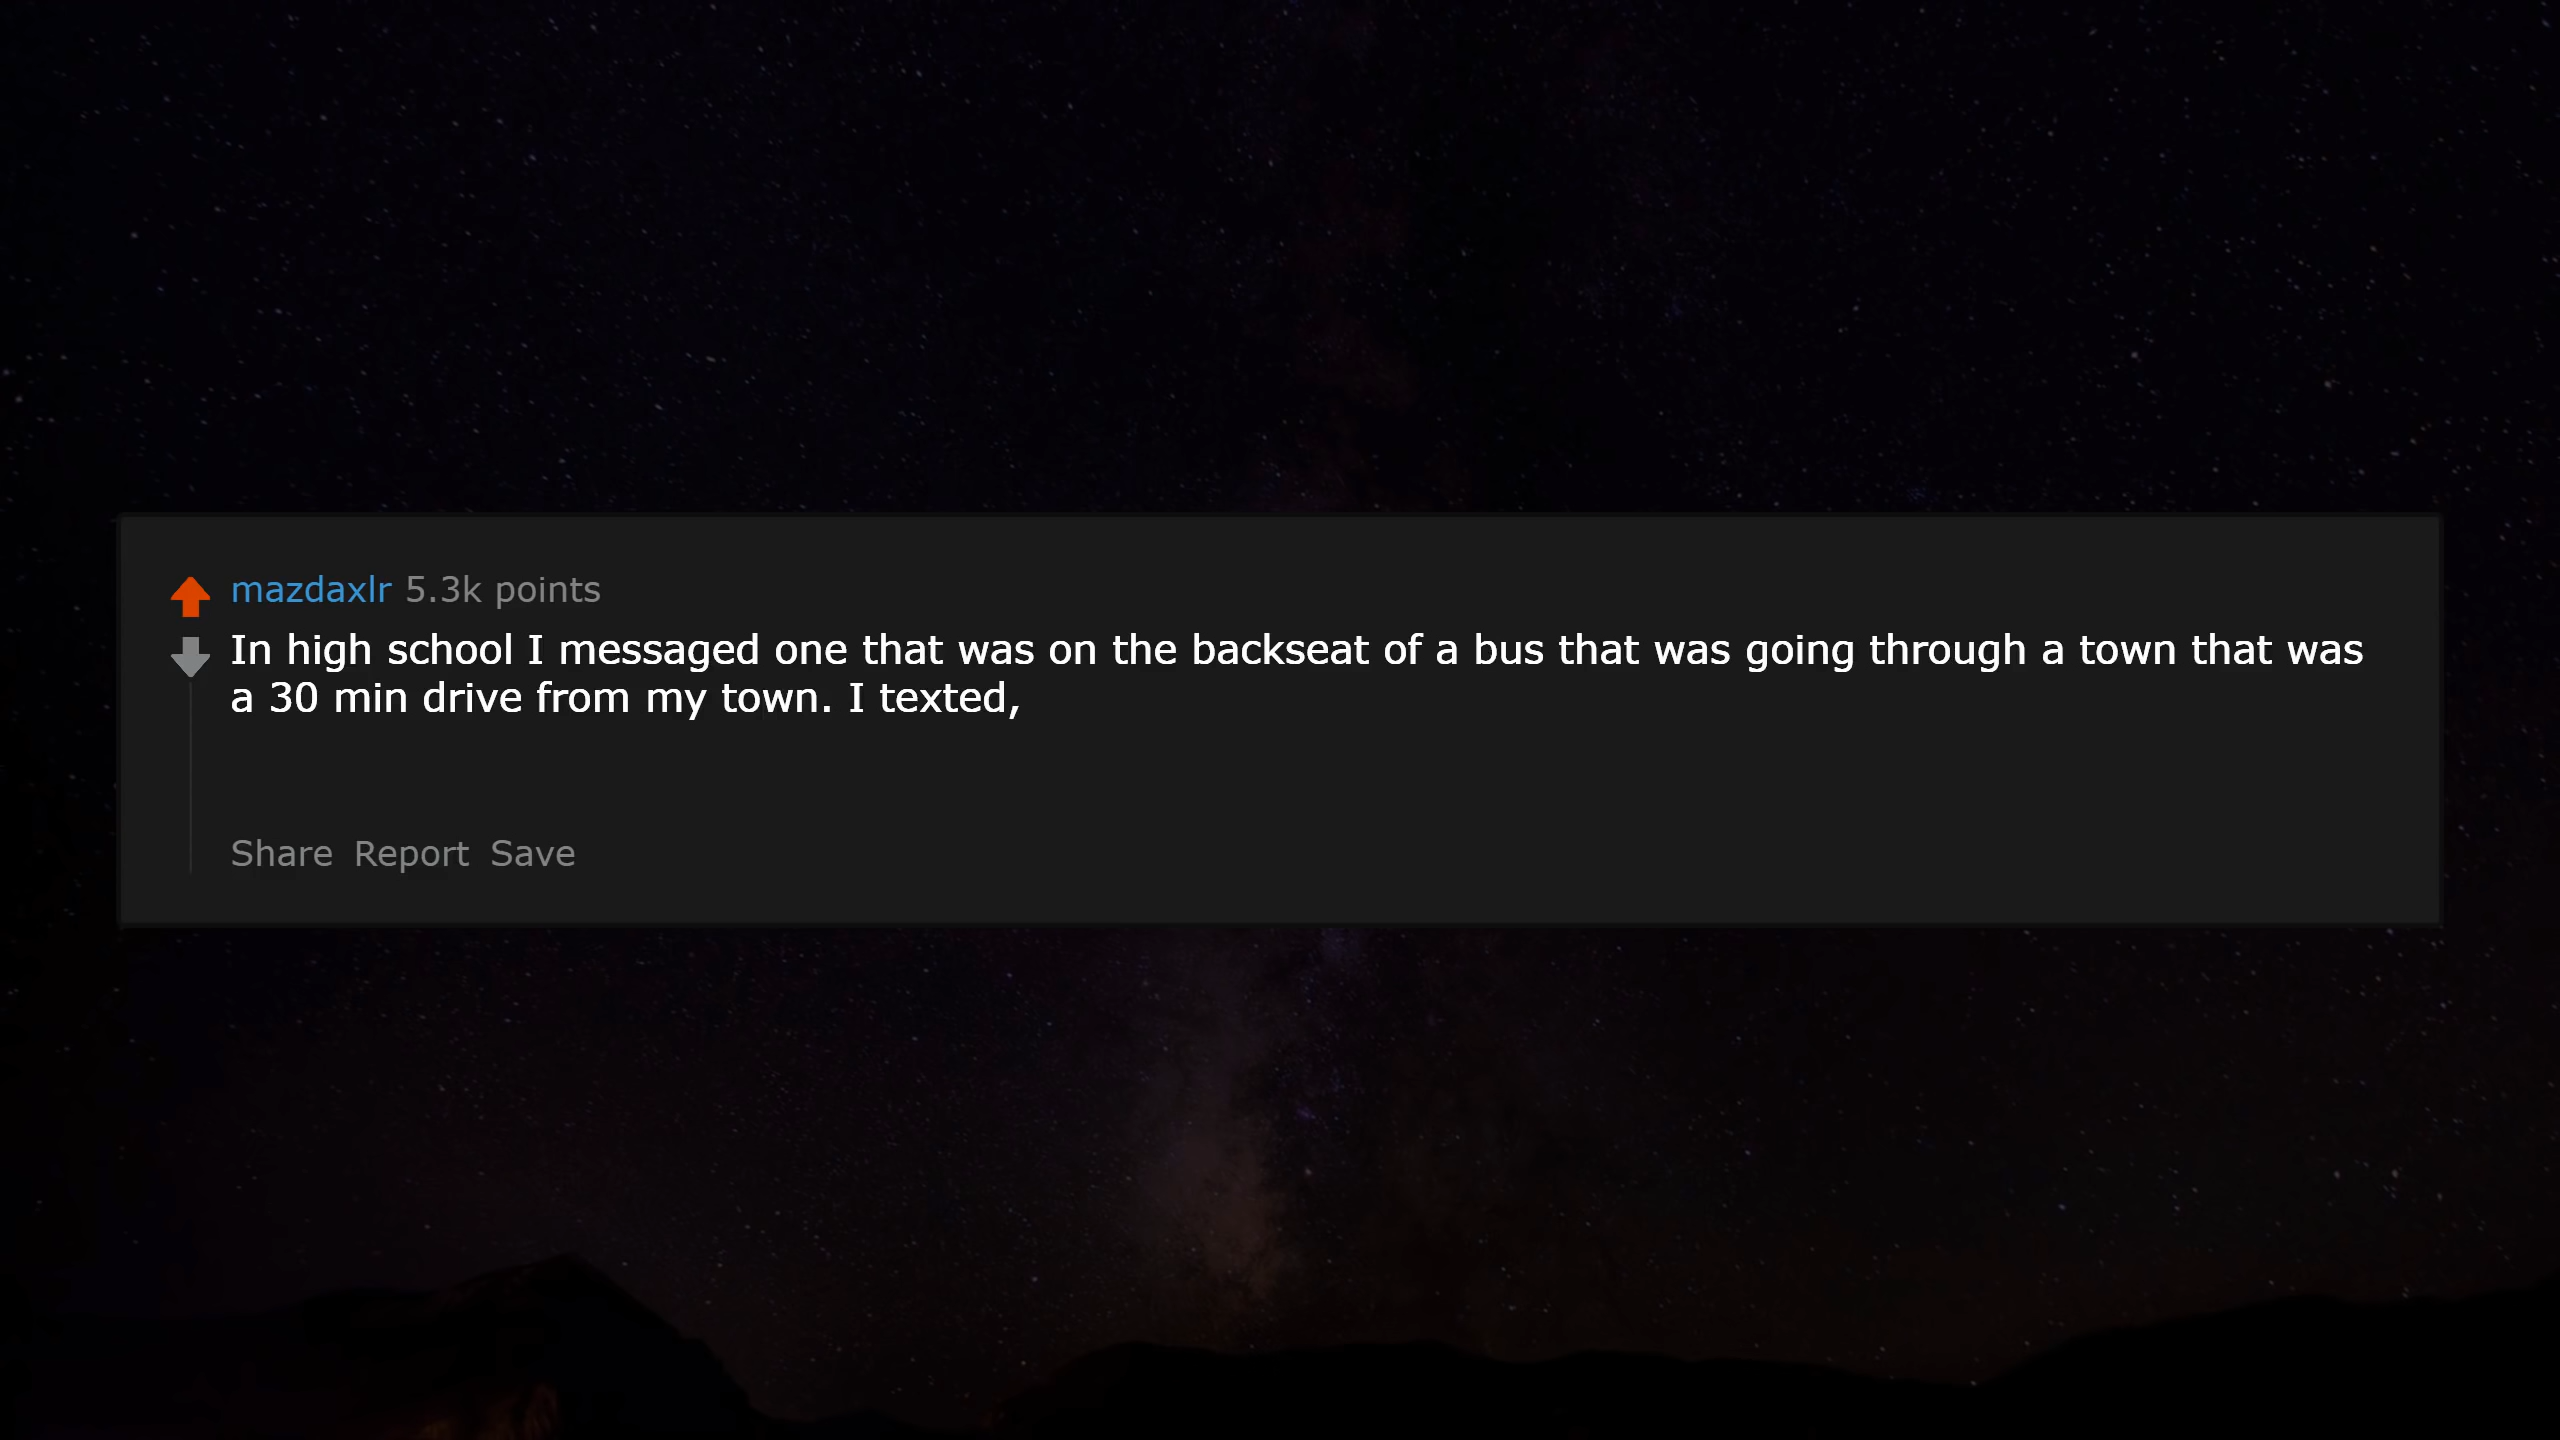 mazdaxlr 5.3k points
In high school I messaged one that was on the backseat of a bus that was going through a town that was
a 30 min drive from my town. I texted,
Share Report Save